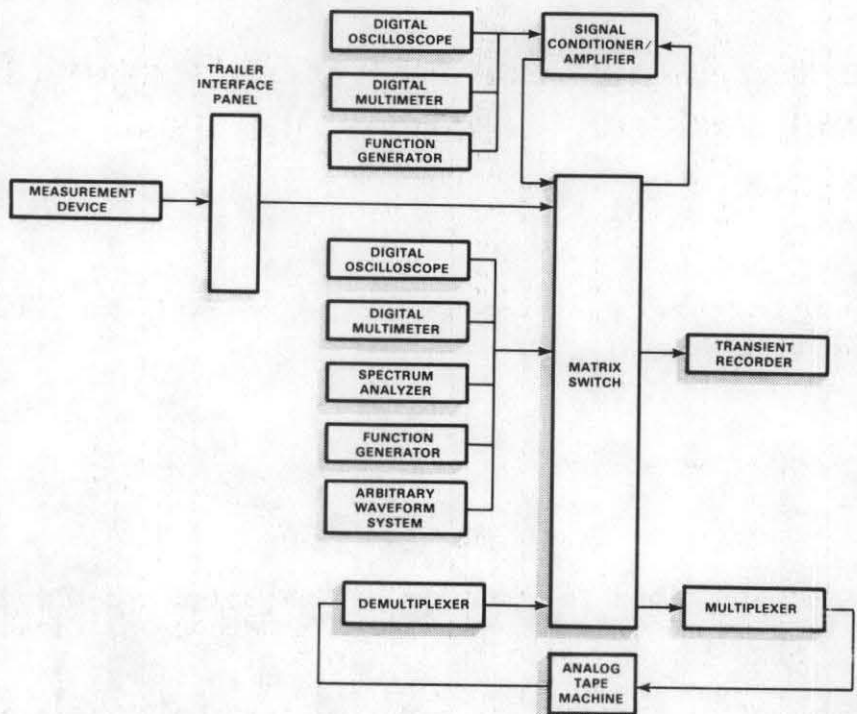 DIGITAL
OSCILLOSCOPE
SIGNAL
CONDITIONER/
AMPLIFIER
TRAILER
INTERFACE
PANEL
DIGITAL
MULTIMETER
FUNCTION
GENERATOR
MEASUREMENT
DEVICE
DIGITAL
OSCILLOSCOPE
DIGITAL
MULTIMETER
SPECTRUM
ANALYZER
FUNCTION
GENERATOR
ARBITRARY
WAVEFORM
SYSTEM
MATRIX
SWITCH
TRANSIENT
RECORDER
DEMULTIPLEXER
MULTIPLEXER
ANALOG
TAPE
MACHINE